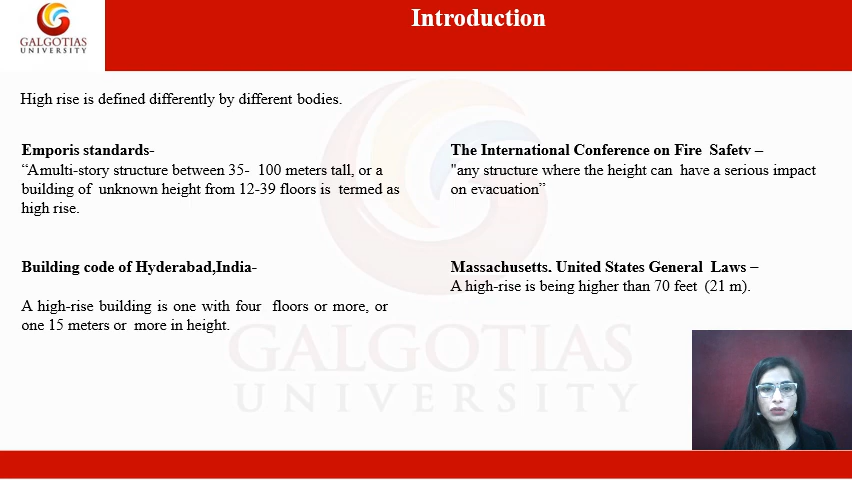 GALGOTIAS
UNIVERSITY
Introduction
High rise is defined differently by different bodies.
Emporis standards-
“Amulti-story structure between 35- 100 meters tall, or a
building of unknown height from 12-39 floors is termed as
high rise.
The International Conference on Fire Safety –
"any structure where the height can have a serious impact
on evacuation”
Building code of Hyderabad,India-
A high-rise building is one with four floors or more, or
one 15 meters or more in height.
Massachusetts. United States General Laws –
A high-rise is being higher than 70 feet (21 m).
GALGOTIAS
UNIVERSITY